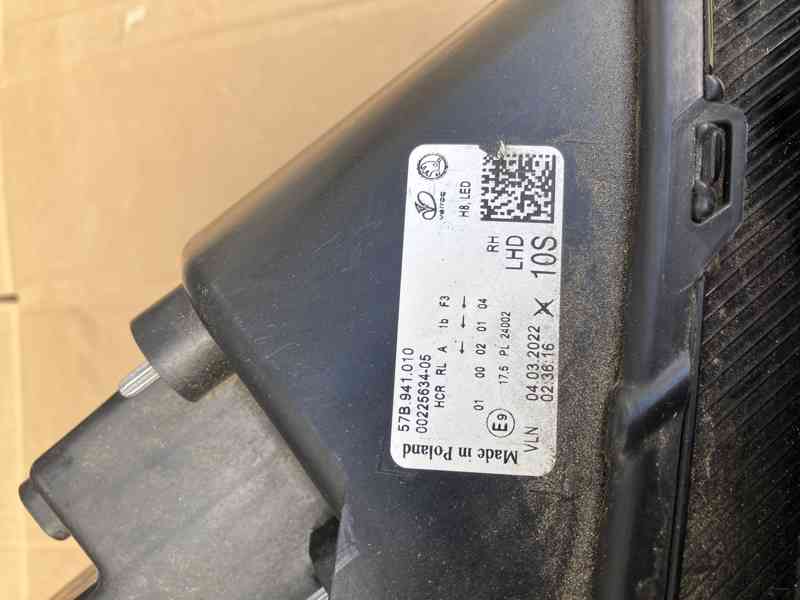 Made in Poland
57B.941.010
00225634-05
HCR RL A 1b F3
← ← ←
01 00 02 01 04
E9
17,5 PL 24002
VLN 04.03.2022
02:36:16
varroc
H8, LED
RH
LHD
10S